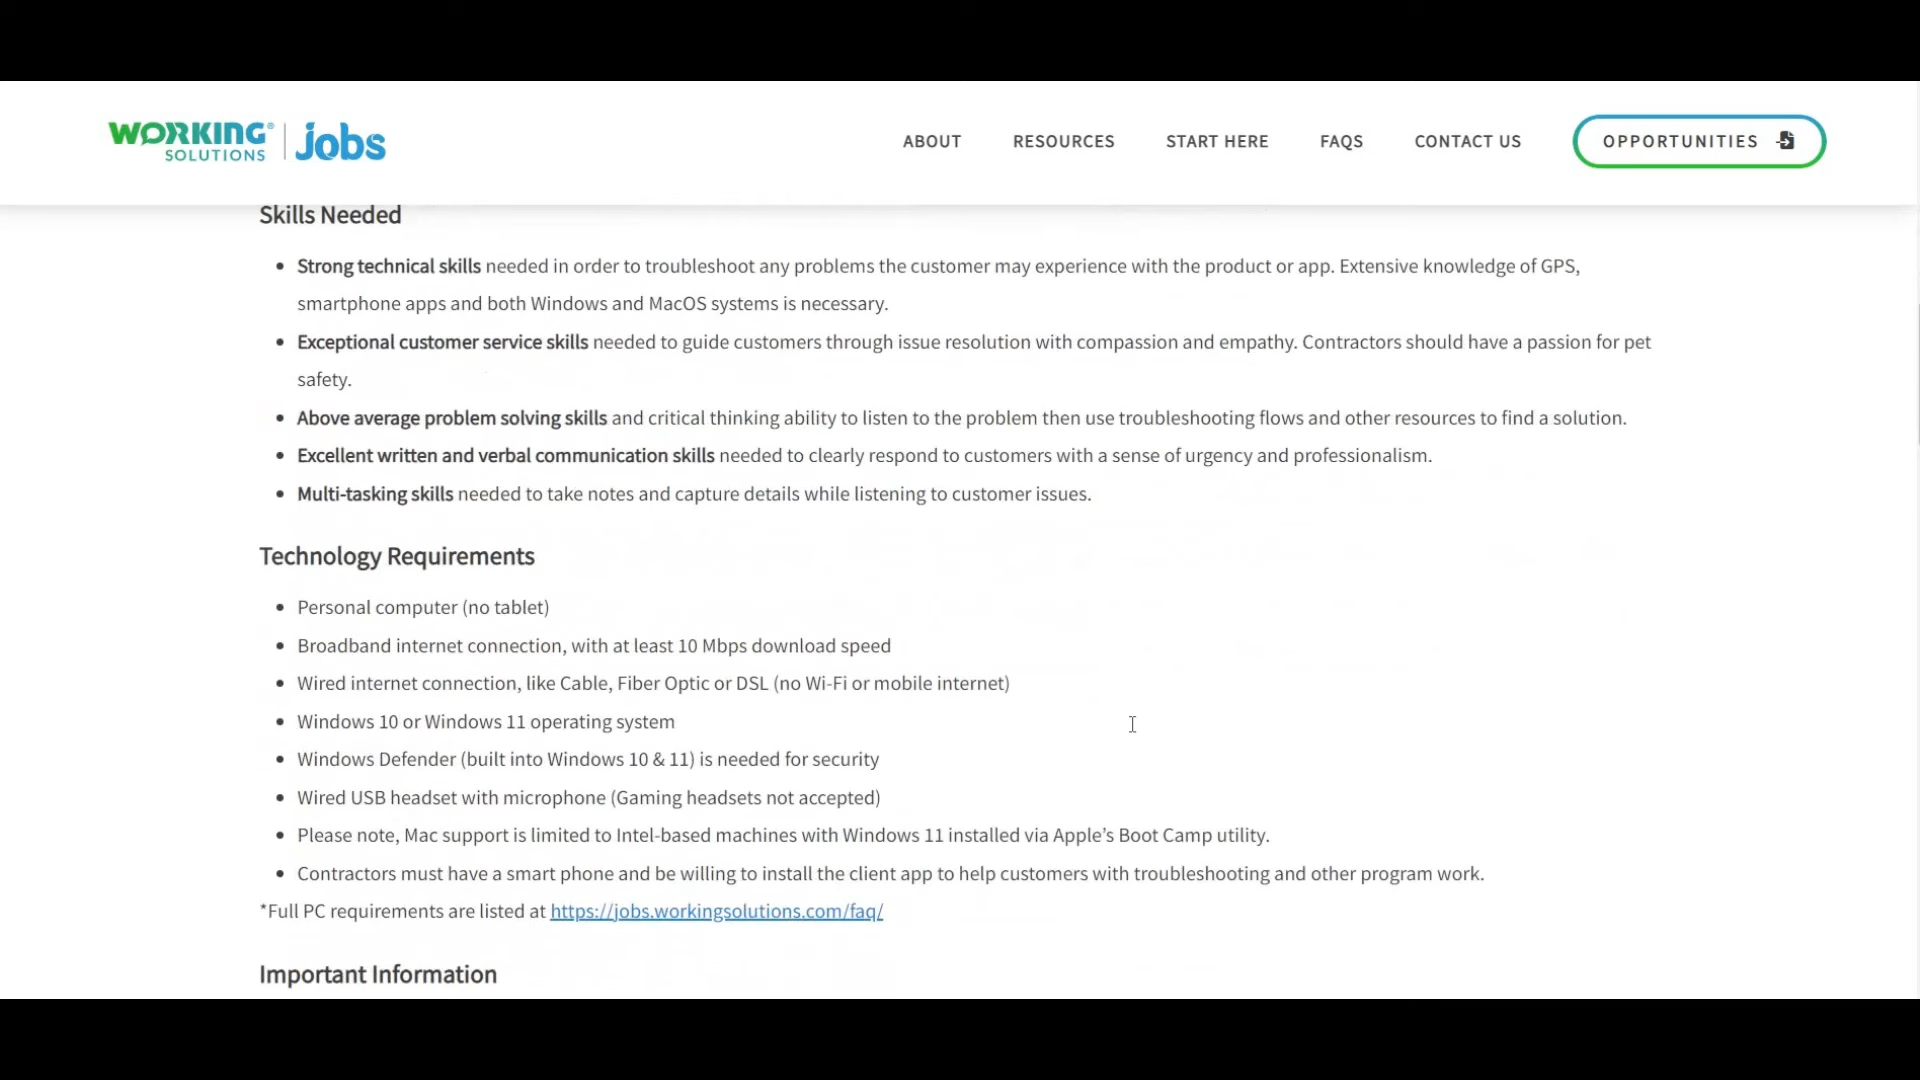 WORKING® SOLUTIONS | jobs
ABOUT RESOURCES START HERE FAQS CONTACT US OPPORTUNITIES
Skills Needed
• Strong technical skills needed in order to troubleshoot any problems the customer may experience with the product or app. Extensive knowledge of GPS,
smartphone apps and both Windows and MacOS systems is necessary.
• Exceptional customer service skills needed to guide customers through issue resolution with compassion and empathy. Contractors should have a passion for pet
safety.
• Above average problem solving skills and critical thinking ability to listen to the problem then use troubleshooting flows and other resources to find a solution.
• Excellent written and verbal communication skills needed to clearly respond to customers with a sense of urgency and professionalism.
• Multi-tasking skills needed to take notes and capture details while listening to customer issues.
Technology Requirements
• Personal computer (no tablet)
• Broadband internet connection, with at least 10 Mbps download speed
• Wired internet connection, like Cable, Fiber Optic or DSL (no Wi-Fi or mobile internet)
• Windows 10 or Windows 11 operating system
• Windows Defender (built into Windows 10 & 11) is needed for security
• Wired USB headset with microphone (Gaming headsets not accepted)
• Please note, Mac support is limited to Intel-based machines with Windows 11 installed via Apple’s Boot Camp utility.
• Contractors must have a smart phone and be willing to install the client app to help customers with troubleshooting and other program work.
*Full PC requirements are listed at https://jobs.workingsolutions.com/faq/
Important Information